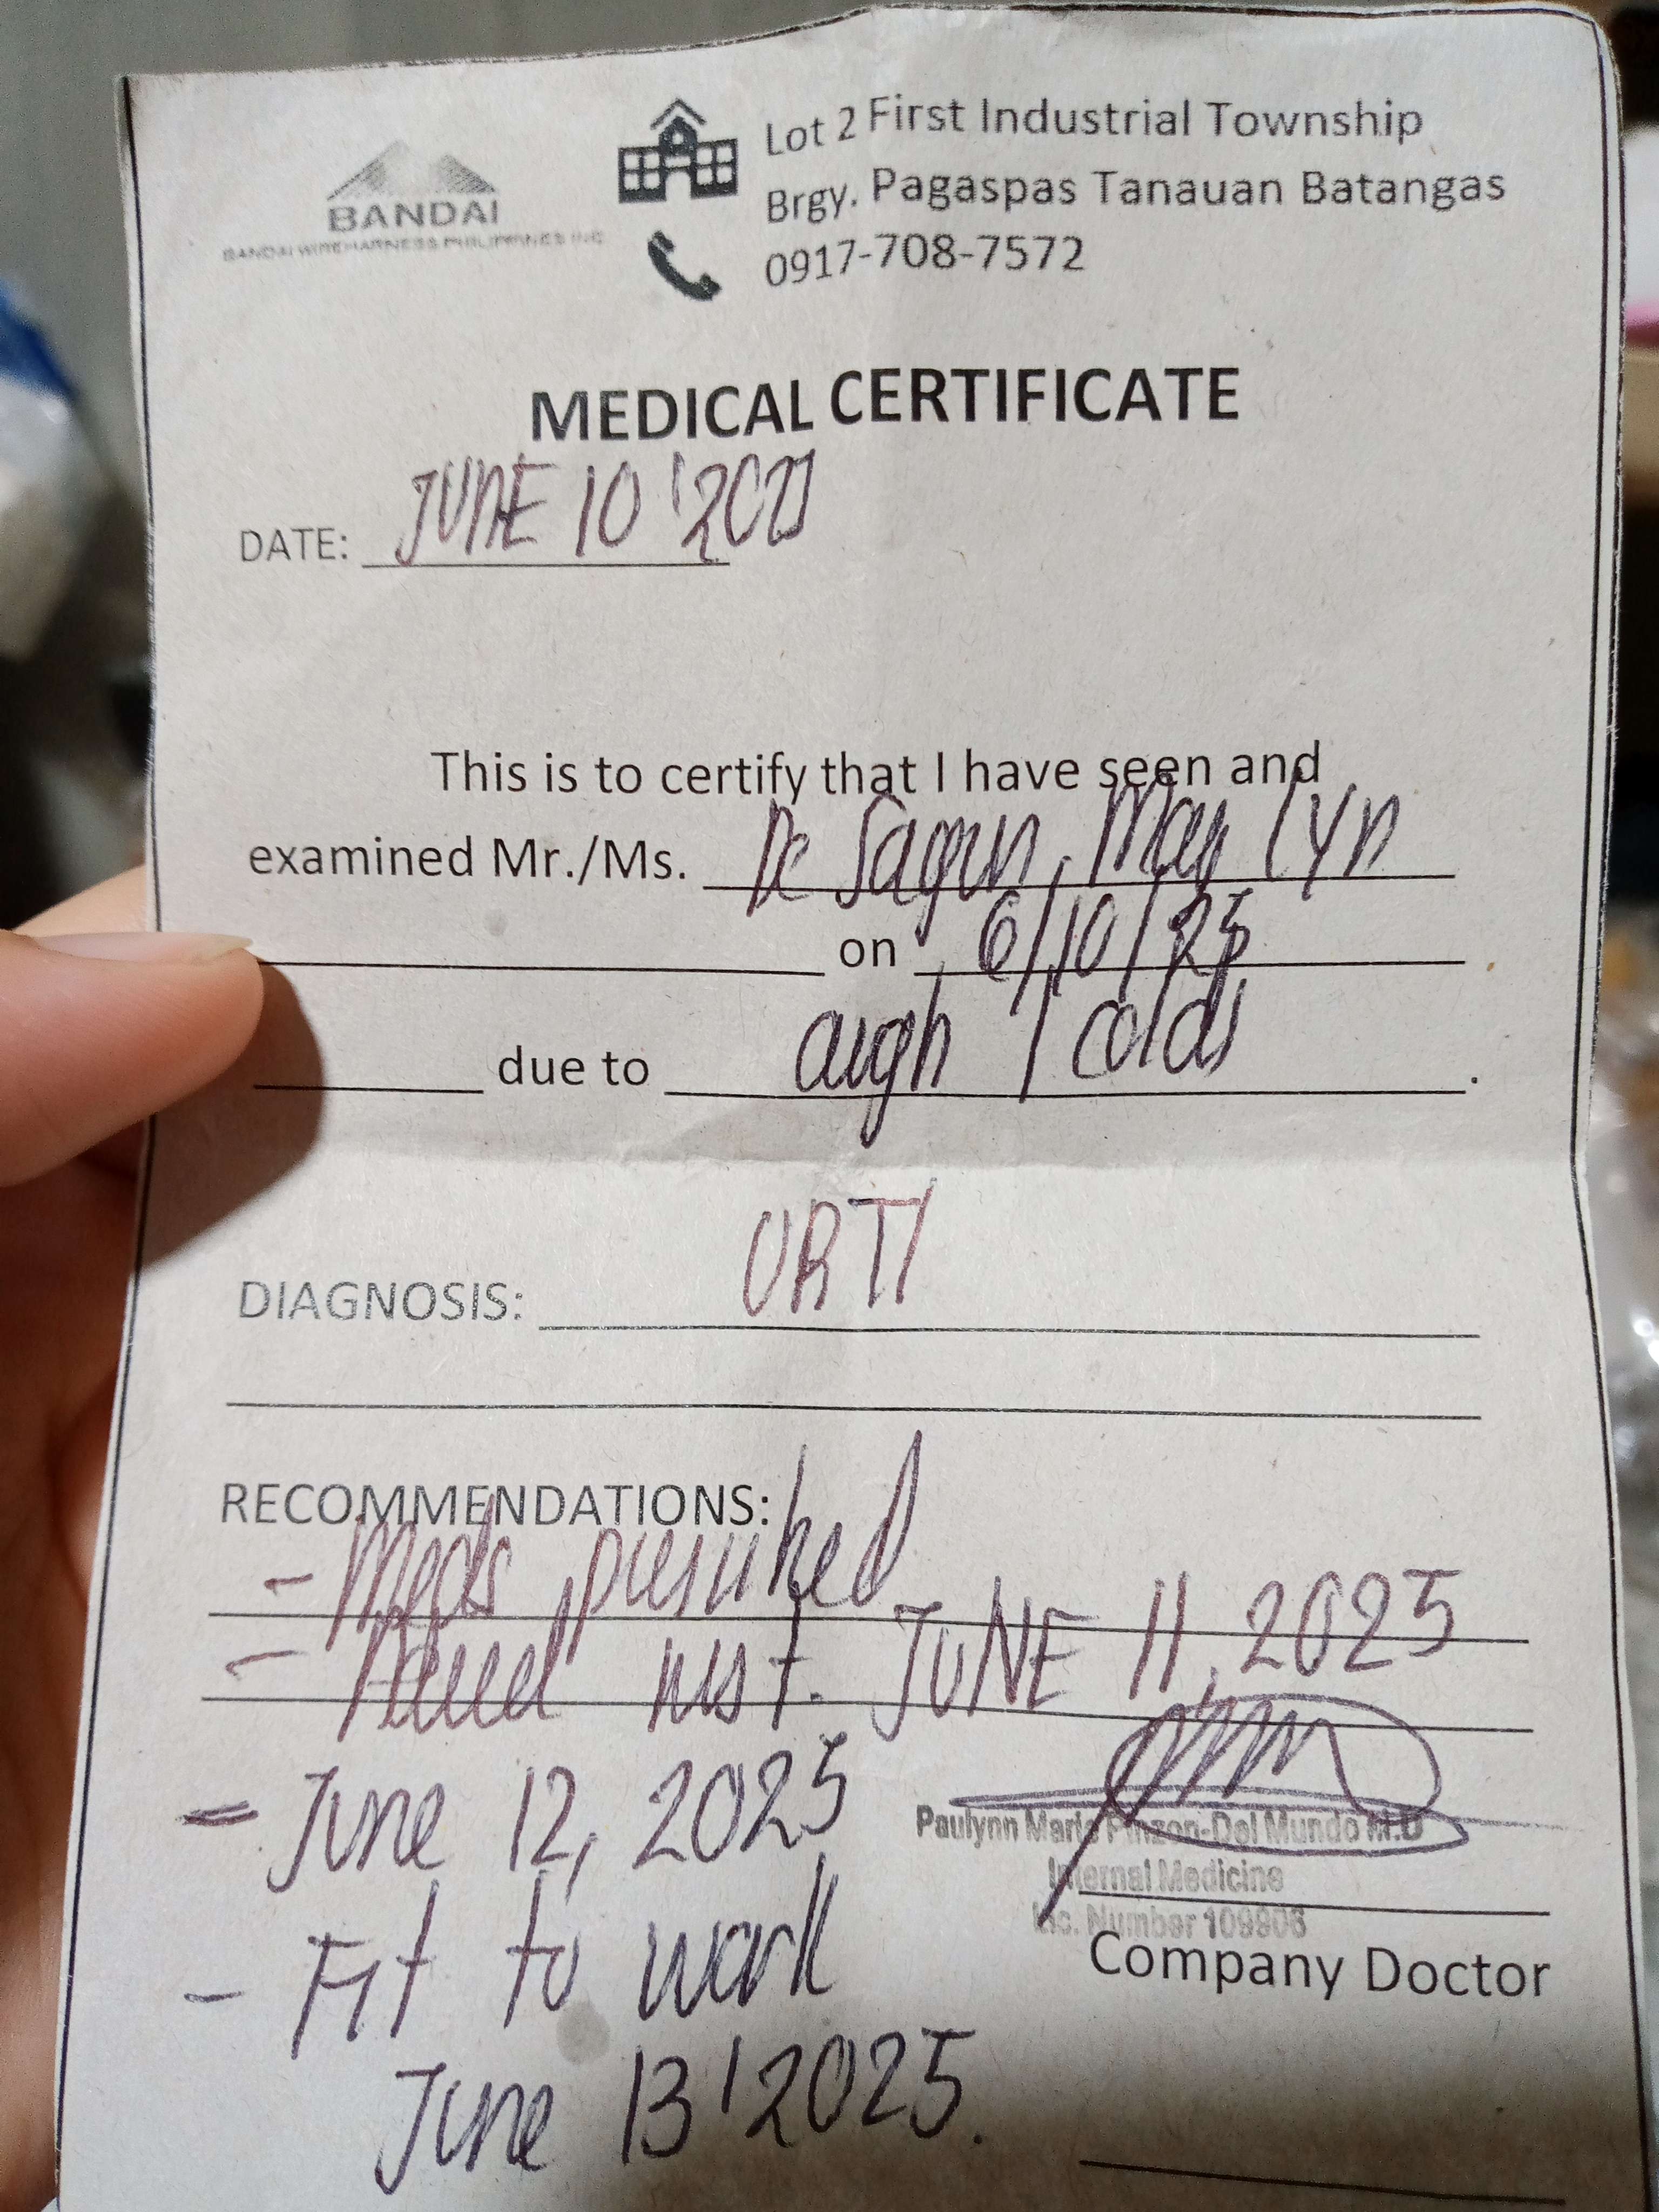 BANDAI
BANDAI WIREHARNESS PHILIPPINES INC
Lot 2 First Industrial Township
Brgy. Pagaspas Tanauan Batangas
0917-708-7572
MEDICAL CERTIFICATE
DATE: JUNE 10 '
This is to certify that I have seen and
examined Mr./Ms. De Sagun, May Lyn
on 6/10/25
due to cough / colds.
DIAGNOSIS: URTI
RECOMMENDATIONS:
- Meds prescribed
- Adviced rest. JUNE 11, 2025
- June 12, 2025
- Fit to work
June 13 ' 2025.
Paulynn Marie Pinzon-Del Mundo M.D
Internal Medicine
Lic. Number 109906
Company Doctor